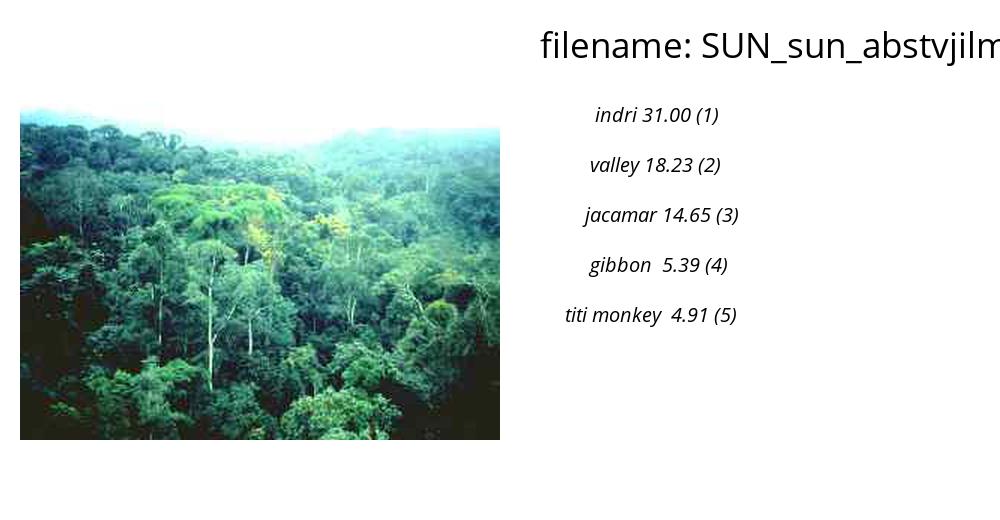 filename: SUN_sun_abstvjilm
indri 31.00 (1)
valley 18.23 (2)
jacamar 14.65 (3)
gibbon 5.39 (4)
titi monkey 4.91 (5)